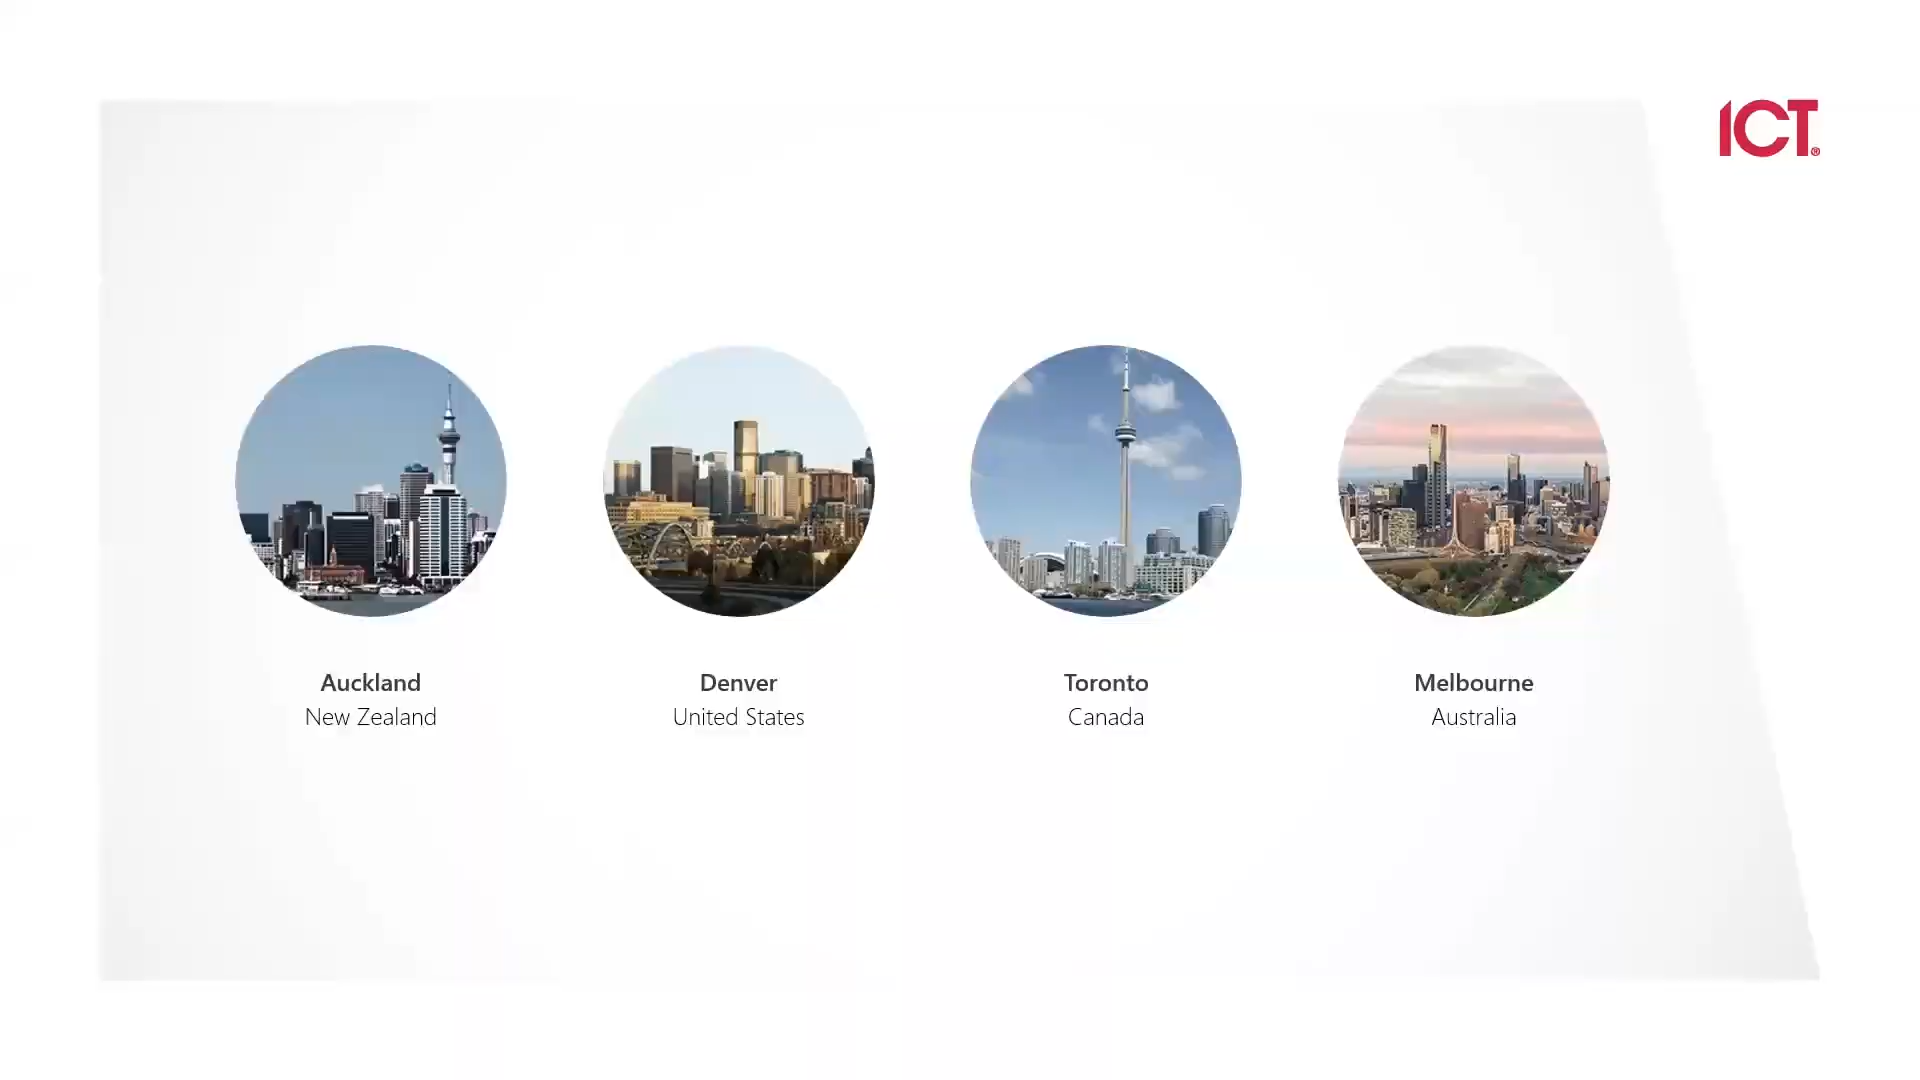 ICT®
Auckland
New Zealand
Denver
United States
Toronto
Canada
Melbourne
Australia